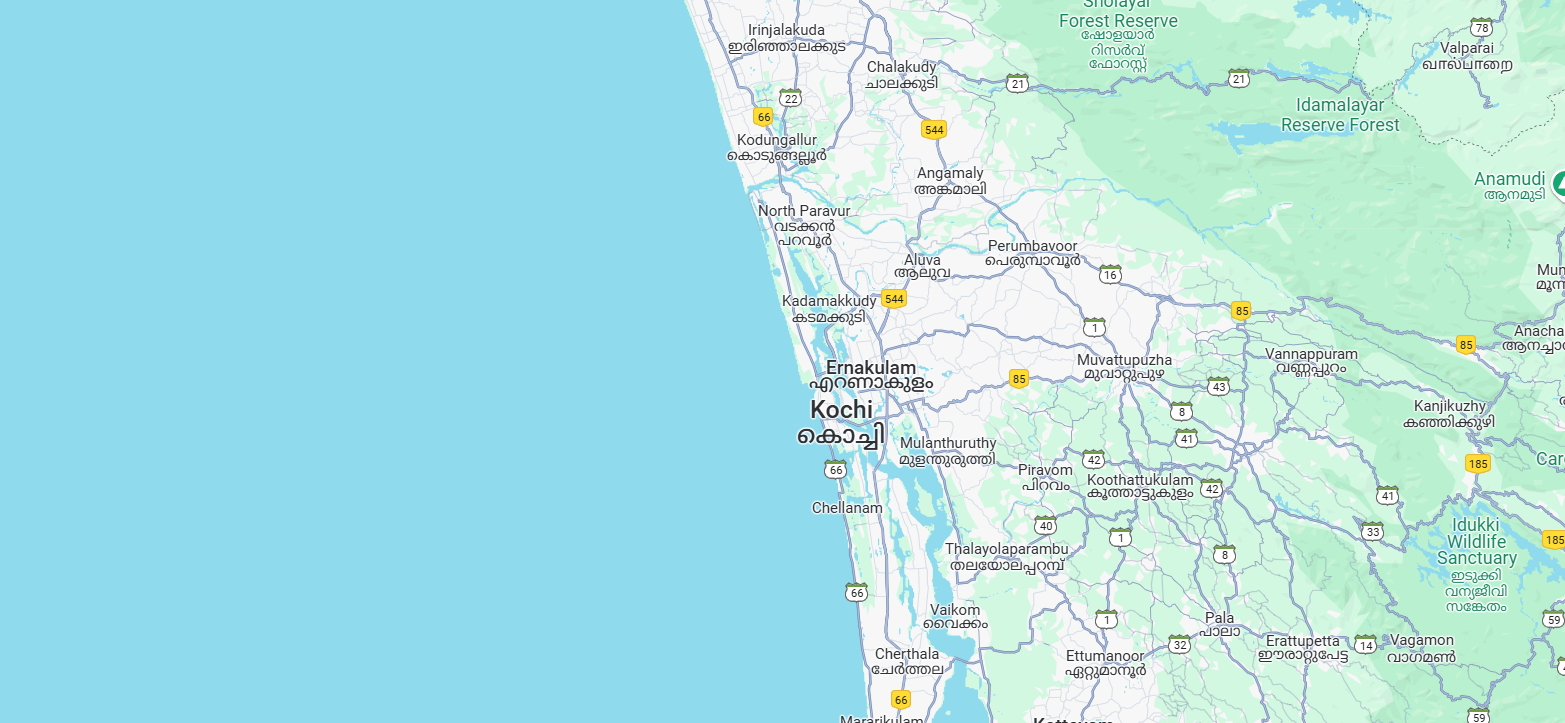 Sholayar
Forest Reserve
ഷോളയാർ
റിസർവ്
ഫോറസ്റ്റ്
Irinjalakuda
ഇരിഞ്ഞാലക്കുട
Chalakudy
ചാലക്കുടി
78
Valparai
வால்பாறை
21
21
22
66
544
Idamalayar
Reserve Forest
Kodungallur
കൊടുങ്ങല്ലൂർ
Angamaly
അങ്കമാലി
Anamudi
ആനമുടി
North Paravur
വടക്കൻ
പറവൂർ
Perumbavoor
പെരുമ്പാവൂർ
Aluva
ആലുവ
16
Kadamakkudy
കടമക്കുടി
544
85
1
85
Ernakulam
എറണാകുളം
Muvattupuzha
മുവാറ്റുപുഴ
Vannappuram
വണ്ണപ്പുറം
85
43
Kochi
കൊച്ചി
8
Kanjikuzhy
കഞ്ഞിക്കുഴി
41
Mulanthuruthy
മുളന്തുരുത്തി
42
66
Piravom
പിറവം
Koothattukulam
കൂത്താട്ടുകുളം
42
185
41
Chellanam
40
1
33
Idukki
Wildlife
Sanctuary
ഇടുക്കി
വന്യജീവി
സങ്കേതം
185
Thalayolaparambu
തലയോലപ്പറമ്പ്
8
66
Vaikom
വൈക്കം
1
Pala
പാലാ
59
Cherthala
ചേർത്തല
Ettumanoor
ഏറ്റുമാനൂർ
32
Erattupetta
ഈരാറ്റുപേട്ട
14
Vagamon
വാഗമൺ
66
59
Mararikulam